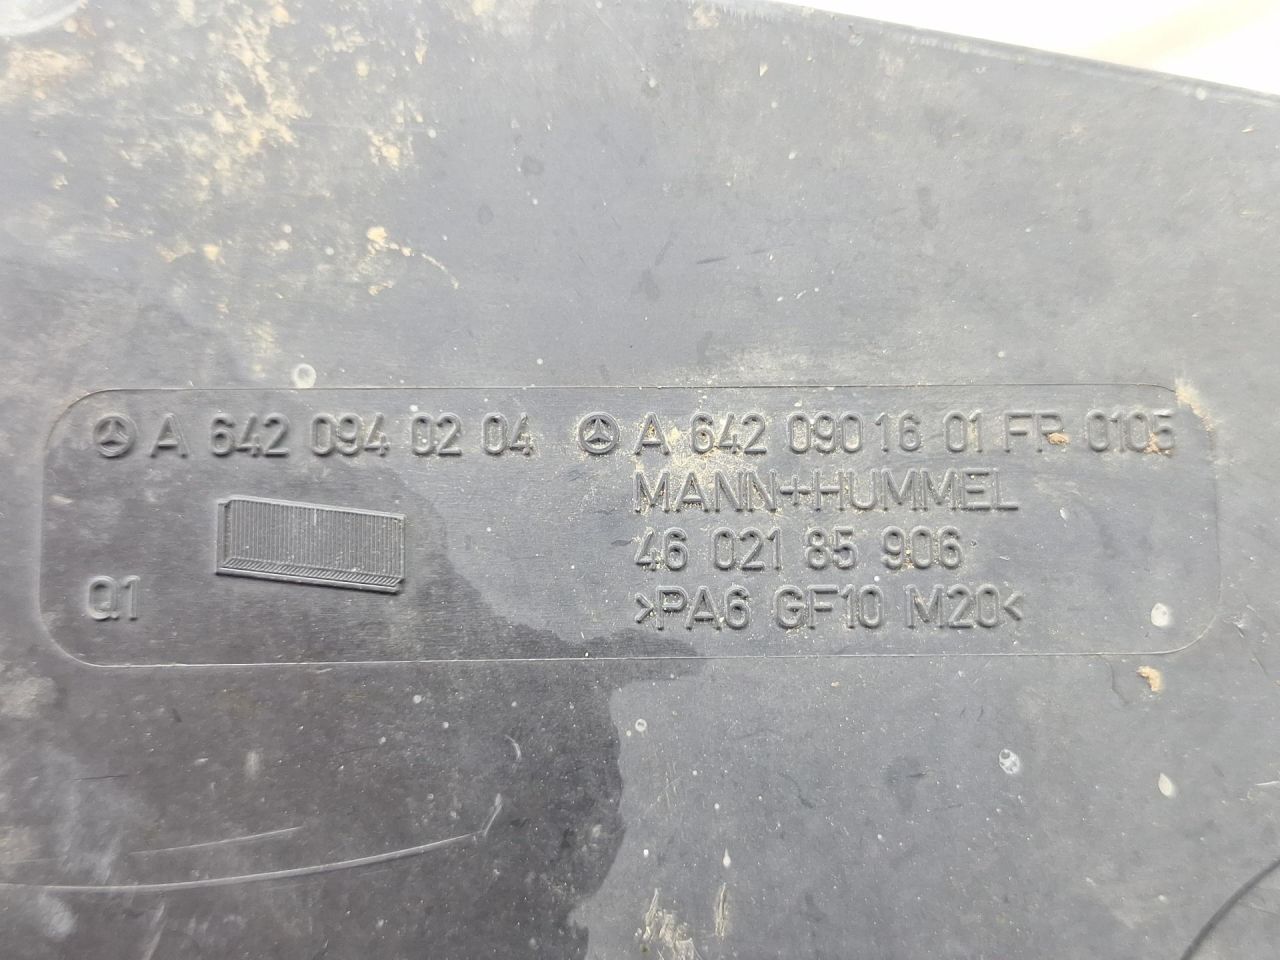 A 642 094 02 04 A 642 090 16 01 FR 0105
MANN+HUMMEL
46 021 85 906
Q1
>PA6 GF10 M20<